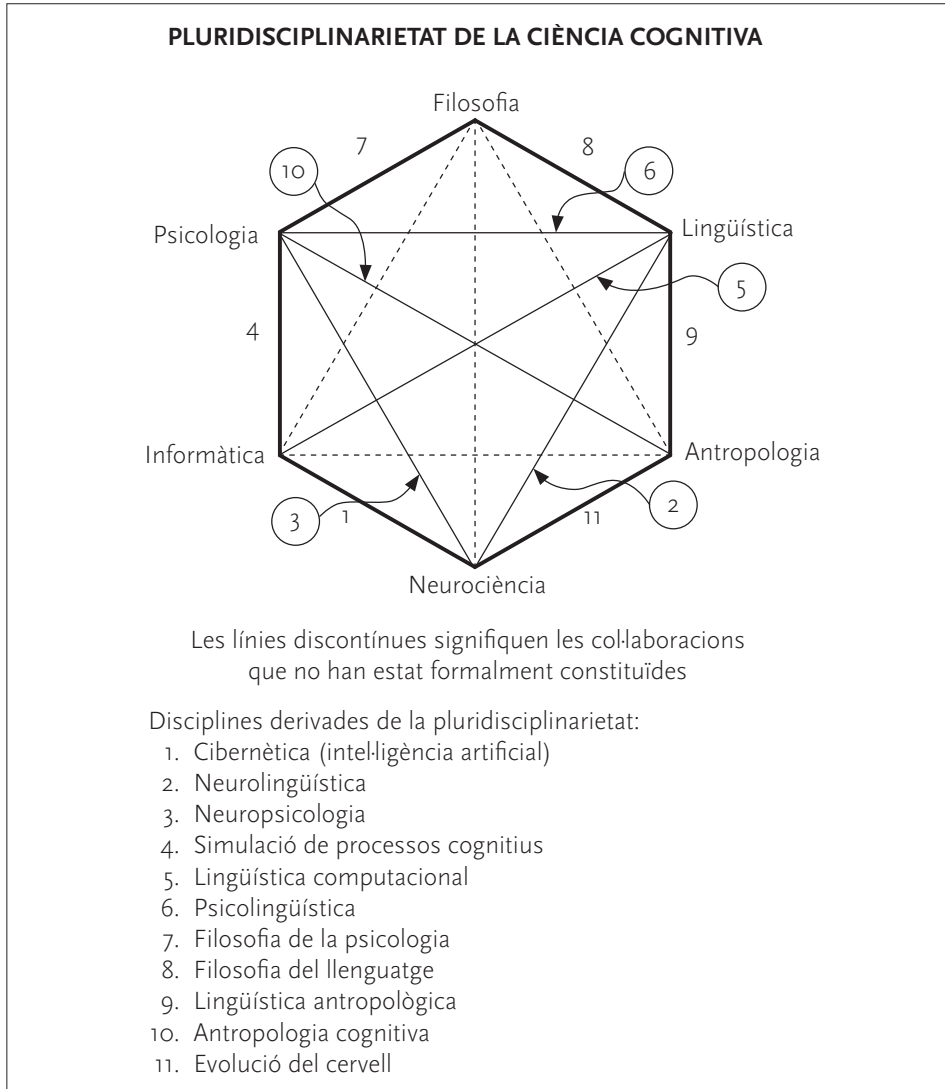 PLURIDISCIPLINARIETAT DE LA CIÈNCIA COGNITIVA
Filosofia
7
8
10
6
Psicologia
Lingüística
5
4
9
Informàtica
Antropologia
3
1
11
2
Neurociència
Les línies discontínues signifiquen les col·laboracions
que no han estat formalment constituïdes
Disciplines derivades de la pluridisciplinarietat:
1. Cibernètica (intel·ligència artificial)
2. Neurolingüística
3. Neuropsicologia
4. Simulació de processos cognitius
5. Lingüística computacional
6. Psicolingüística
7. Filosofia de la psicologia
8. Filosofia del llenguatge
9. Lingüística antropològica
10. Antropologia cognitiva
11. Evolució del cervell